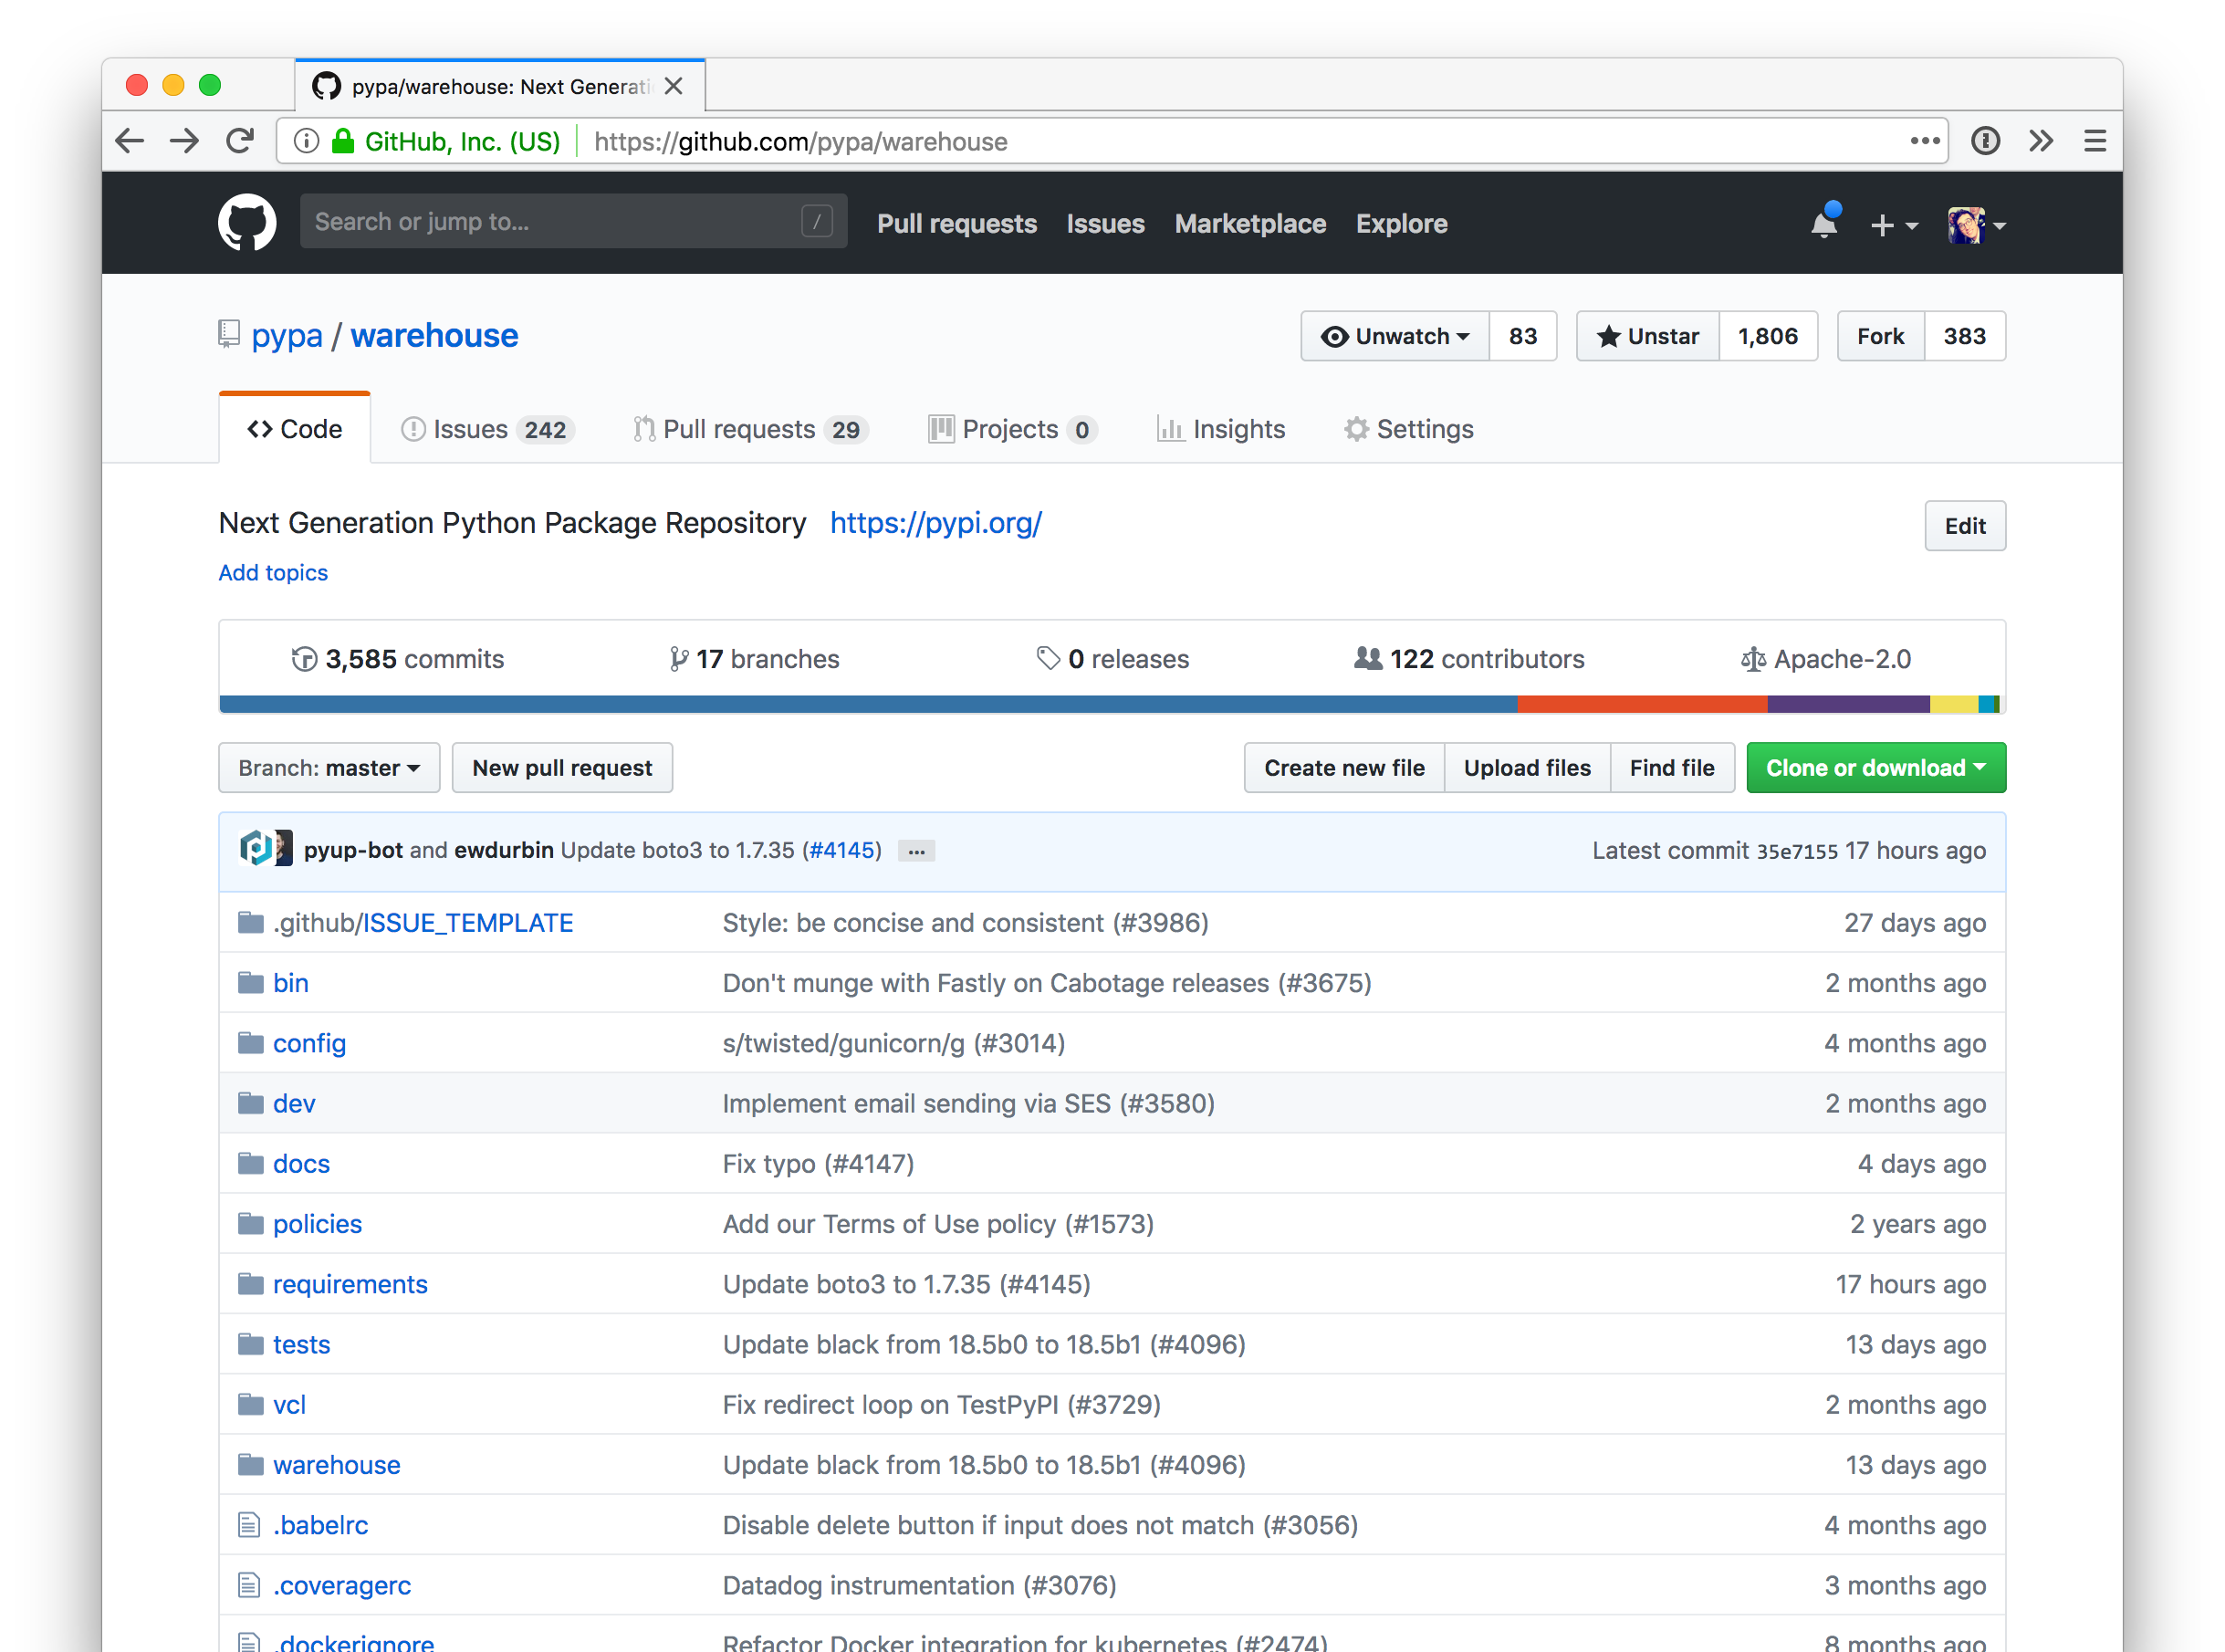 pypa/warehouse: Next Generati
GitHub, Inc. (US) https://github.com/pypa/warehouse
Search or jump to... / Pull requests Issues Marketplace Explore
pypa / warehouse Unwatch 83 Unstar 1,806 Fork 383
Code Issues 242 Pull requests 29 Projects 0 Insights Settings
Next Generation Python Package Repository https://pypi.org/ Edit
Add topics
3,585 commits 17 branches 0 releases 122 contributors Apache-2.0
Branch: master New pull request Create new file Upload files Find file Clone or download
pyup-bot and ewdurbin Update boto3 to 1.7.35 (#4145) ... Latest commit 35e7155 17 hours ago
.github/ISSUE_TEMPLATE Style: be concise and consistent (#3986) 27 days ago
bin Don't munge with Fastly on Cabotage releases (#3675) 2 months ago
config s/twisted/gunicorn/g (#3014) 4 months ago
dev Implement email sending via SES (#3580) 2 months ago
docs Fix typo (#4147) 4 days ago
policies Add our Terms of Use policy (#1573) 2 years ago
requirements Update boto3 to 1.7.35 (#4145) 17 hours ago
tests Update black from 18.5b0 to 18.5b1 (#4096) 13 days ago
vcl Fix redirect loop on TestPyPI (#3729) 2 months ago
warehouse Update black from 18.5b0 to 18.5b1 (#4096) 13 days ago
.babelrc Disable delete button if input does not match (#3056) 4 months ago
.coveragerc Datadog instrumentation (#3076) 3 months ago
.dockerignore Refactor Docker integration for kubernetes (#2474) 8 months ago